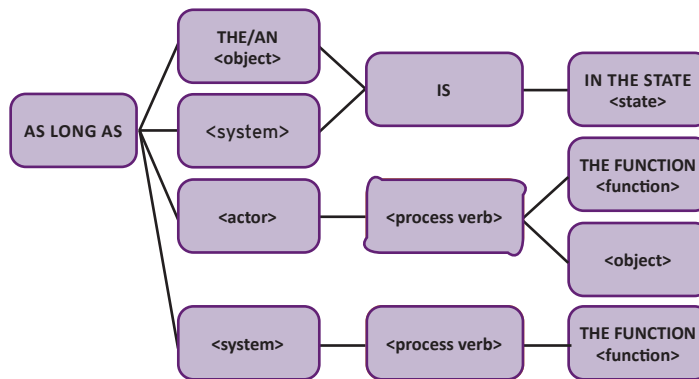 THE/AN
<object>
AS LONG AS
<system>
IS
IN THE STATE
<state>
<actor>
<process verb>
THE FUNCTION
<function>
<object>
<system>
<process verb>
THE FUNCTION
<function>